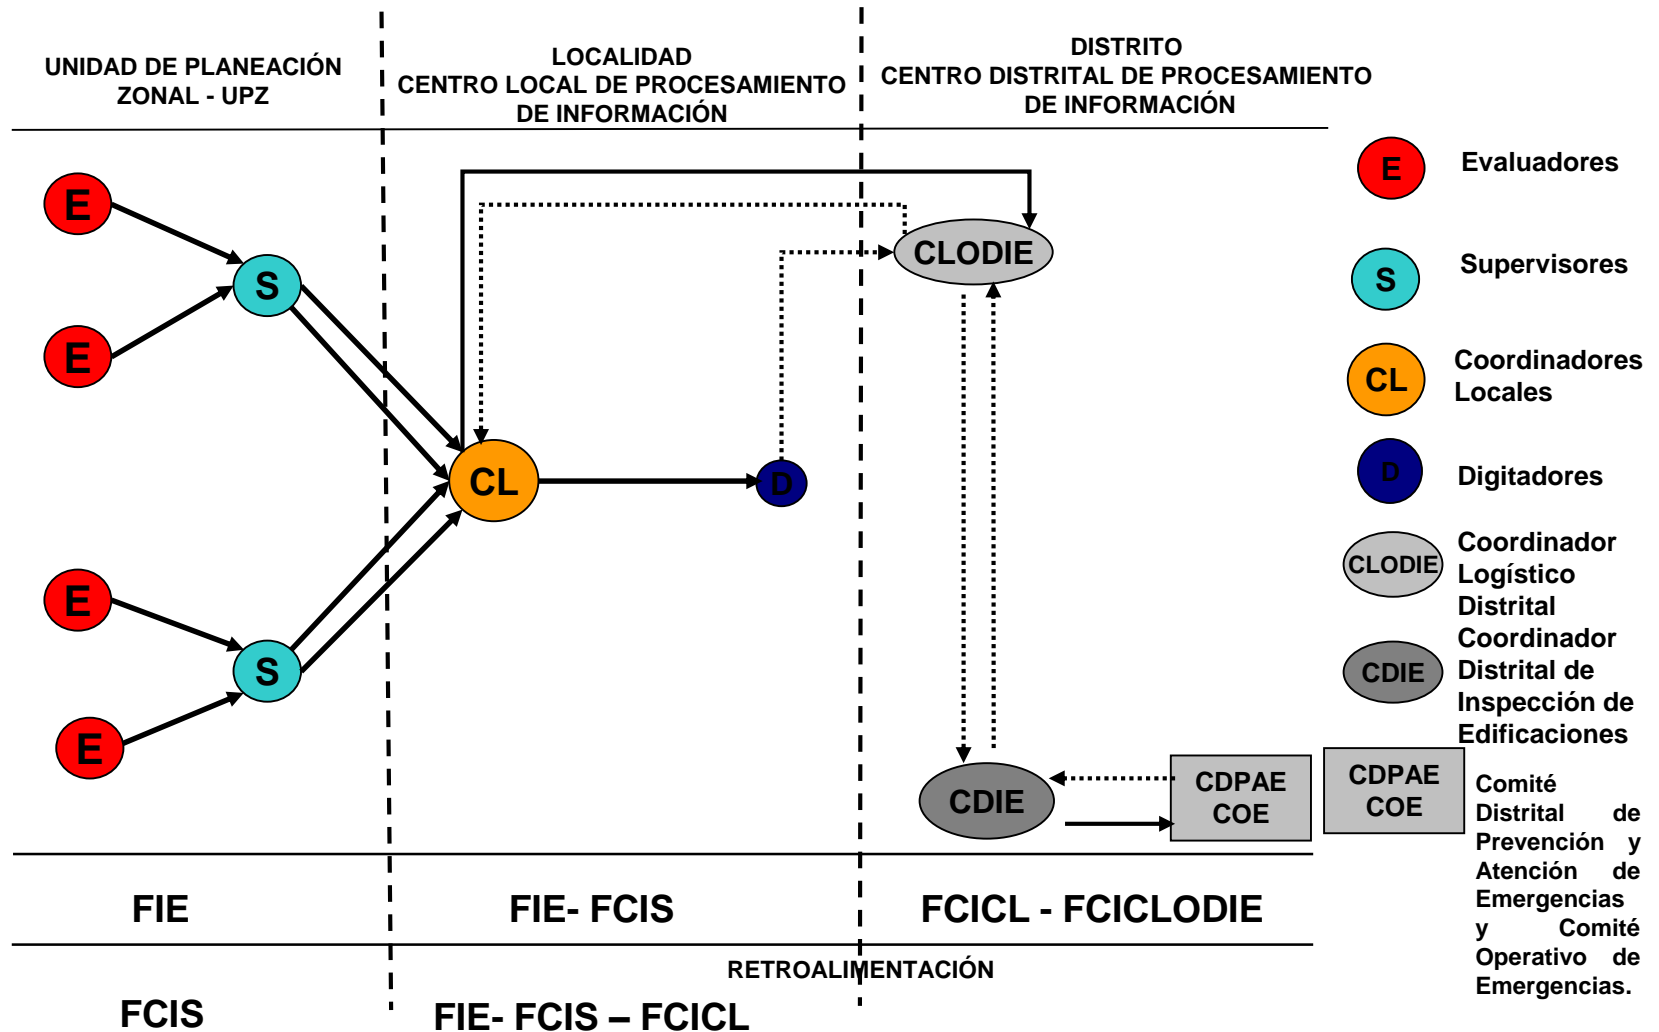 UNIDAD DE PLANEACIÓN
ZONAL - UPZ
LOCALIDAD
CENTRO LOCAL DE PROCESAMIENTO
DE INFORMACIÓN
DISTRITO
CENTRO DISTRITAL DE PROCESAMIENTO
DE INFORMACIÓN
E
E
S
E
E
S
CL
D
CLODIE
CDIE
CDPAE
COE
E
Evaluadores
S
Supervisores
CL
Coordinadores
Locales
D
Digitadores
CLODIE
Coordinador
Logístico
Distrital
CDIE
Coordinador
Distrital de
Inspección de
Edificaciones
CDPAE
COE
Comité
Distrital de
Prevención y
Atención de
Emergencias
y Comité
Operativo de
Emergencias.
FIE
FIE- FCIS
FCICL - FCICLODIE
RETROALIMENTACIÓN
FCIS
FIE- FCIS – FCICL